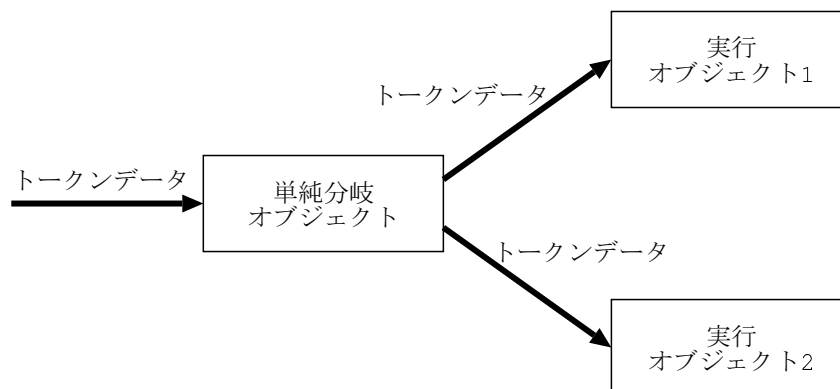 実行
オブジェクト1
トークンデータ
トークンデータ
単純分岐
オブジェクト
トークンデータ
実行
オブジェクト2